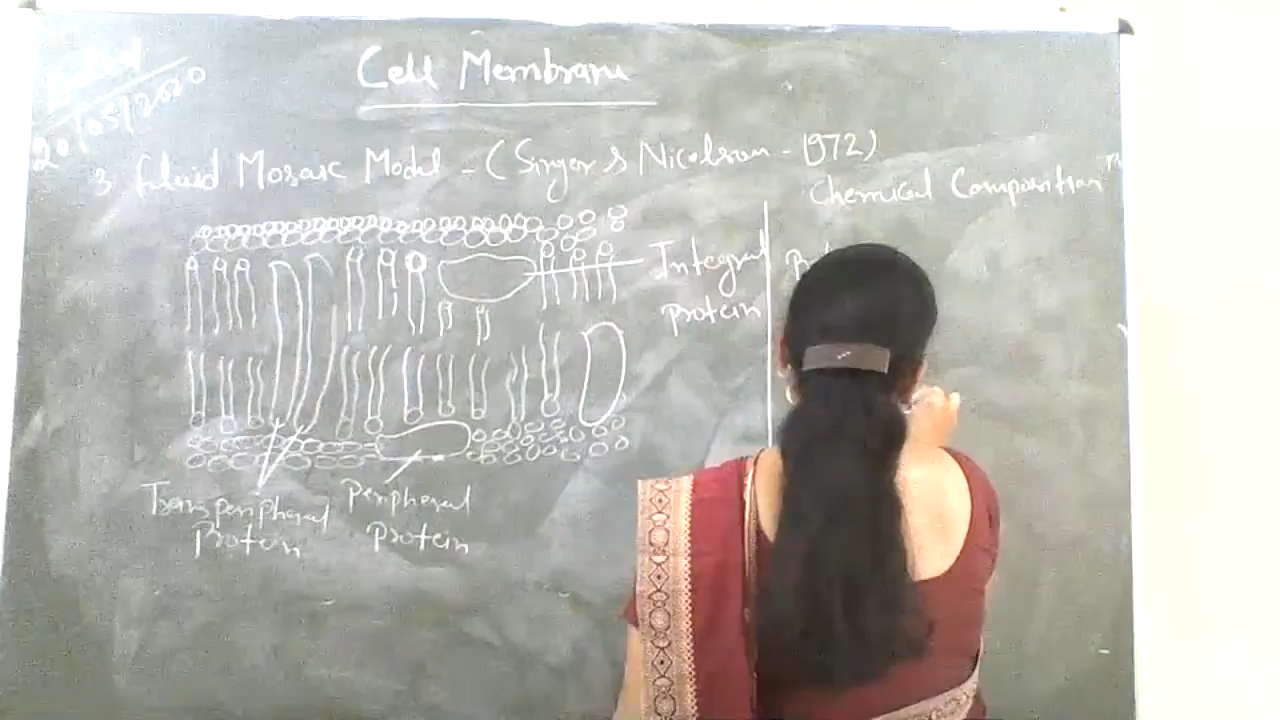 20/05/2020
Cell Membrane
3 Fluid Mosaic Model - (Singer & Nicolson - 1972)
Chemical Composition
Integral
protein
Transperipheral
Protein
Peripheral
Protein